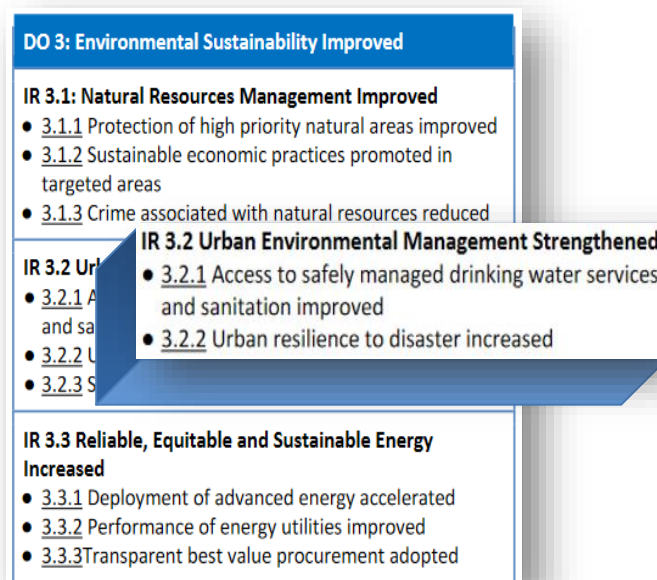 DO 3: Environmental Sustainability Improved
IR 3.1: Natural Resources Management Improved
● 3.1.1 Protection of high priority natural areas improved
● 3.1.2 Sustainable economic practices promoted in
targeted areas
● 3.1.3 Crime associated with natural resources reduced
IR 3.2
● 3.2.1
and
● 3.2.2
● 3.2.3
IR 3.2 Urban Environmental Management Strengthened
● 3.2.1 Access to safely managed drinking water services
and sanitation improved
● 3.2.2 Urban resilience to disaster increased
IR 3.3 Reliable, Equitable and Sustainable Energy
Increased
● 3.3.1 Deployment of advanced energy accelerated
● 3.3.2 Performance of energy utilities improved
● 3.3.3Transparent best value procurement adopted